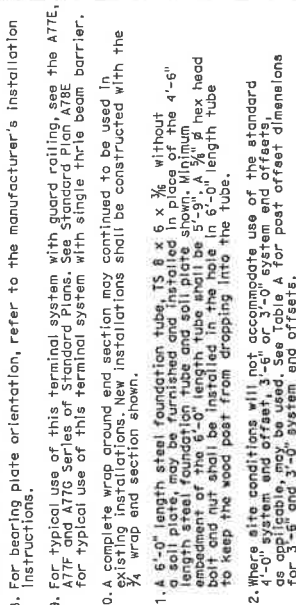 8. For bearing plate orientation, refer to the manufacturer's installation
instructions.
9. For typical use of this terminal system with guard railing, see the A77E,
A77F and A77G Series of Standard Plans. See Standard Plan A78E
for typical use of this terminal system with single thrie beam barrier.
0. A complete wrap around end section may continued to be used in
existing installations. New installations shall be constructed with the
3/4 wrap end section shown.
1. A 6'-0" length steel foundation tube, TS 8 x 6 x 3/16 without
a soil plate, may be furnished and installed in place of the 4'-6"
length steel foundation tube and soil plate shown. Minimum
embedment of the 6'-0" length tube shall be 5'-9". A 5/8" ø hex head
bolt and nut shall be installed in the hole in 6'-0" length tube
to keep the wood post from dropping into the tube.
2. Where site conditions will not accommodate use of the standard
4'-0" system end offset, 3'-6" or 3'-0" system end offsets,
as applicable, may be used. See Table A for post offset dimensions
for 3'-6" and 3'-0" system end offsets.